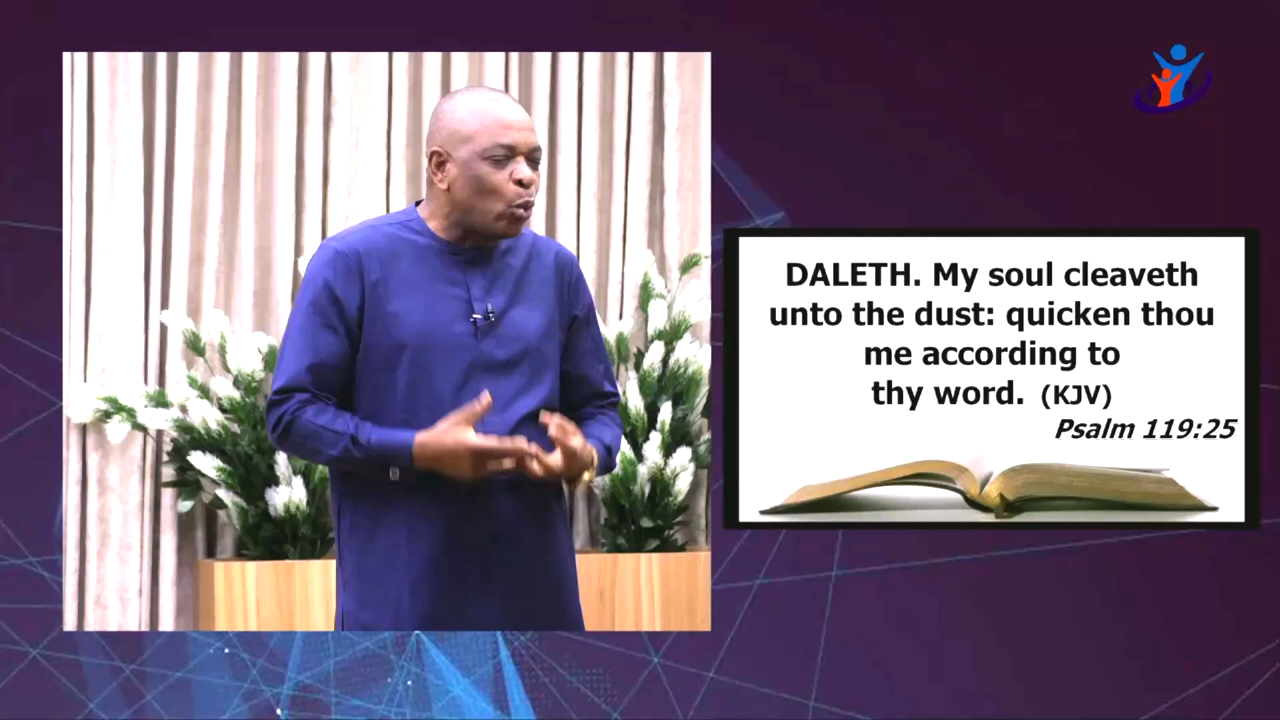 DALETH. My soul cleaveth
unto the dust: quicken thou
me according to
thy word. (KJV)
Psalm 119:25